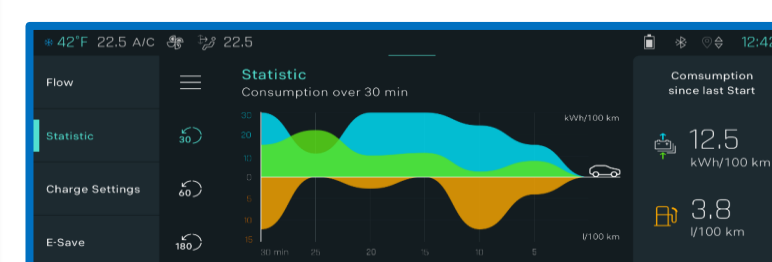 42°F 22.5 A/C 22.5 12:42
Flow
Statistic
Charge Settings
E-Save
30
60
180
Statistic
Consumption over 30 min
kWh/100 km
30
20
10
0
5
10
15
l/100 km
30 min 25 20 15 10 5
Comsumption
since last Start
12.5
kWh/100 km
3.8
l/100 km